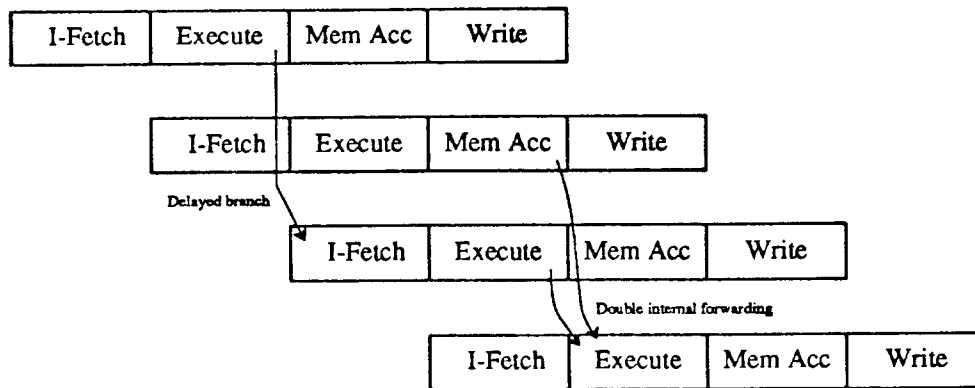 I-Fetch Execute Mem Acc Write
I-Fetch Execute Mem Acc Write
Delayed branch
I-Fetch Execute Mem Acc Write
Double internal forwarding
I-Fetch Execute Mem Acc Write